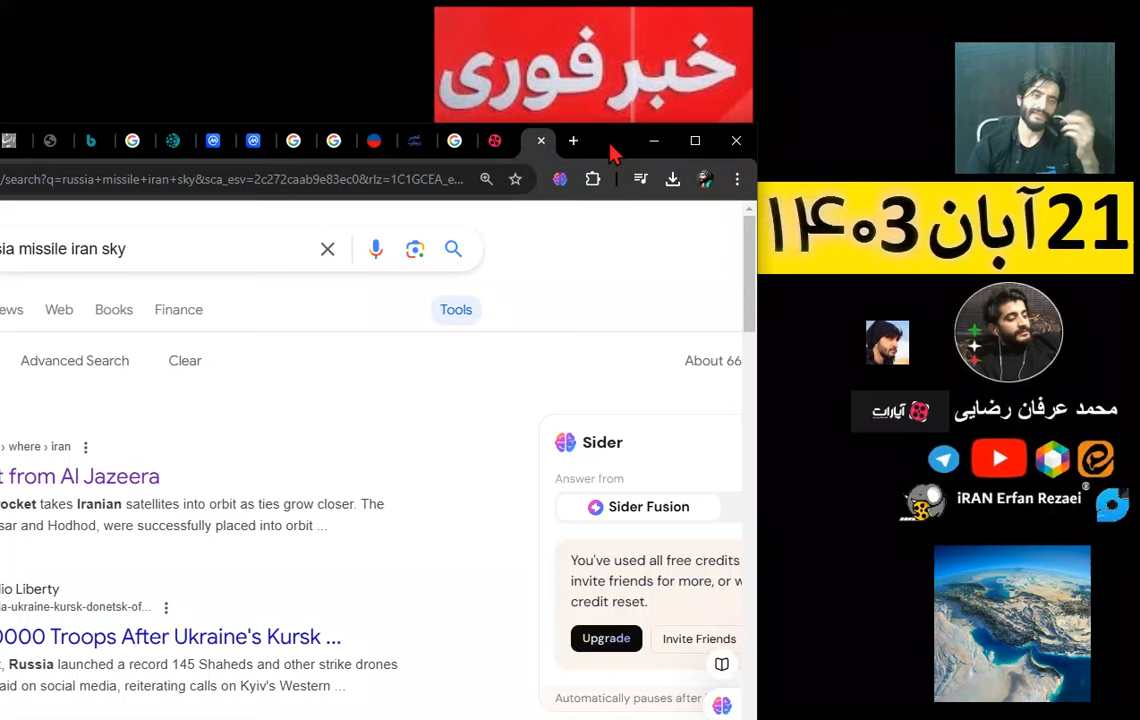 خبر فوری
/search?q=russia+missile+iran+sky&sca_esv=2c272caab9e83ec0&rlz=1C1GCEA_e...
sia missile iran sky
ews
Web
Books
Finance
Tools
Advanced Search
Clear
About 66
› where › iran
t from Al Jazeera
ocket takes Iranian satellites into orbit as ties grow closer. The
sar and Hodhod, were successfully placed into orbit ...
Sider
Answer from
Sider Fusion
You've used all free credits
invite friends for more, or w
credit reset.
Upgrade
Invite Friends
Automatically pauses after
io Liberty
ia-ukraine-kursk-donetsk-of...
0000 Troops After Ukraine's Kursk ...
t, Russia launched a record 145 Shaheds and other strike drones
aid on social media, reiterating calls on Kyiv's Western ...
21 آبان ۱۴۰3
محمد عرفان رضایی
آپارات
iRAN Erfan Rezaei ®